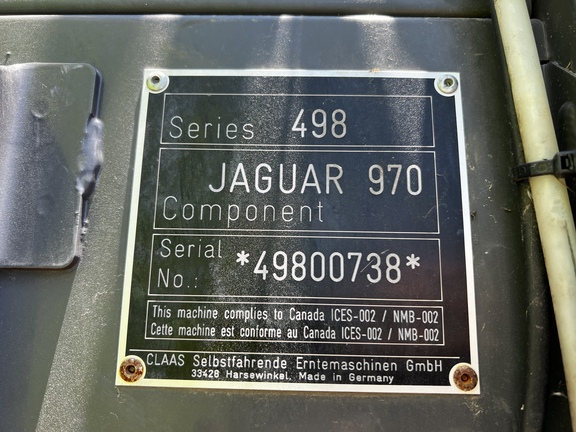 Series 498
JAGUAR 970
Component
Serial
No.: *49800738*
This machine complies to Canada ICES-002 / NMB-002
Cette machine est conforme au Canada ICES-002 / NMB-002
CLAAS Selbstfahrende Erntemaschinen GmbH
33428 Harsewinkel, Made in Germany